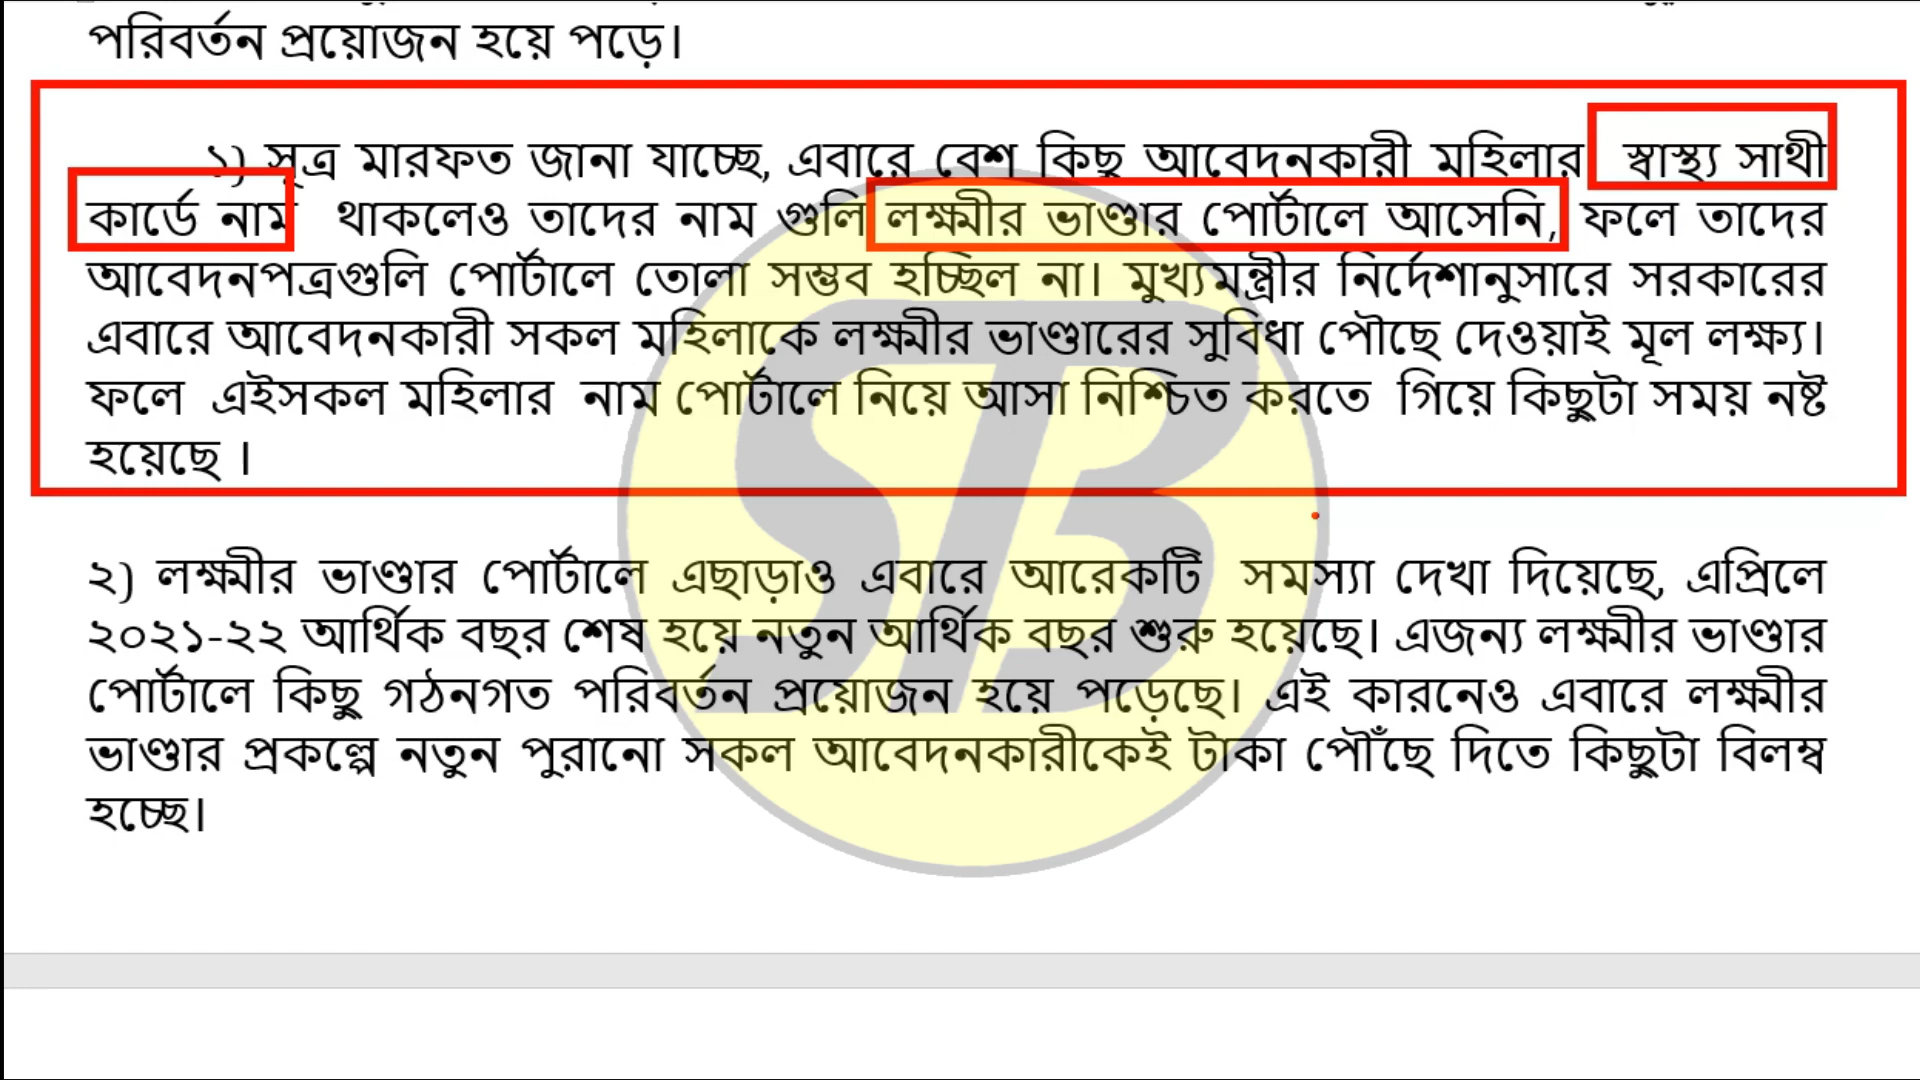 পরিবর্তন প্রয়োজন হয়ে পড়ে।
১) সূত্র মারফত জানা যাচ্ছে, এবারে বেশ কিছু আবেদনকারী মহিলার স্বাস্থ্য সাথী
কার্ডে নাম থাকলেও তাদের নাম গুলি লক্ষ্মীর ভাণ্ডার পোর্টালে আসেনি, ফলে তাদের
আবেদনপত্রগুলি পোর্টালে তোলা সম্ভব হচ্ছিল না। মুখ্যমন্ত্রীর নির্দেশানুসারে সরকারের
এবারে আবেদনকারী সকল মহিলাকে লক্ষ্মীর ভাণ্ডারের সুবিধা পৌছে দেওয়াই মূল লক্ষ্য।
ফলে এইসকল মহিলার নাম পোর্টালে নিয়ে আসা নিশ্চিত করতে গিয়ে কিছুটা সময় নষ্ট
হয়েছে ।
২) লক্ষ্মীর ভাণ্ডার পোর্টালে এছাড়াও এবারে আরেকটি সমস্যা দেখা দিয়েছে, এপ্রিলে
২০২১-২২ আর্থিক বছর শেষ হয়ে নতুন আর্থিক বছর শুরু হয়েছে। এজন্য লক্ষ্মীর ভাণ্ডার
পোর্টালে কিছু গঠনগত পরিবর্তন প্রয়োজন হয়ে পড়েছে। এই কারনেও এবারে লক্ষ্মীর
ভাণ্ডার প্রকল্পে নতুন পুরানো সকল আবেদনকারীকেই টাকা পৌঁছে দিতে কিছুটা বিলম্ব
হচ্ছে।
STB